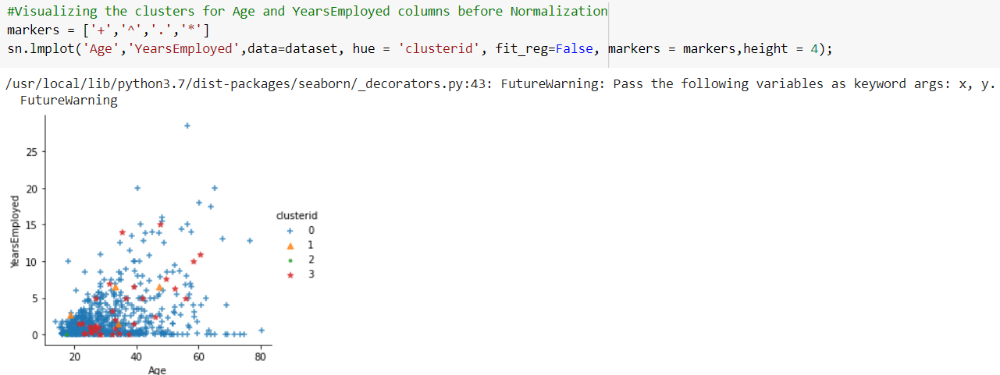 #Visualizing the clusters for Age and YearsEmployed columns before Normalization
markers = ['+','^','.','*']
sn.lmplot('Age','YearsEmployed',data=dataset, hue = 'clusterid', fit_reg=False, markers = markers,height = 4);
/usr/local/lib/python3.7/dist-packages/seaborn/_decorators.py:43: FutureWarning: Pass the following variables as keyword args: x, y.
FutureWarning
25
20
15
10
5
0
YearsEmployed
clusterid
0
1
2
3
20 40 60 80
Age